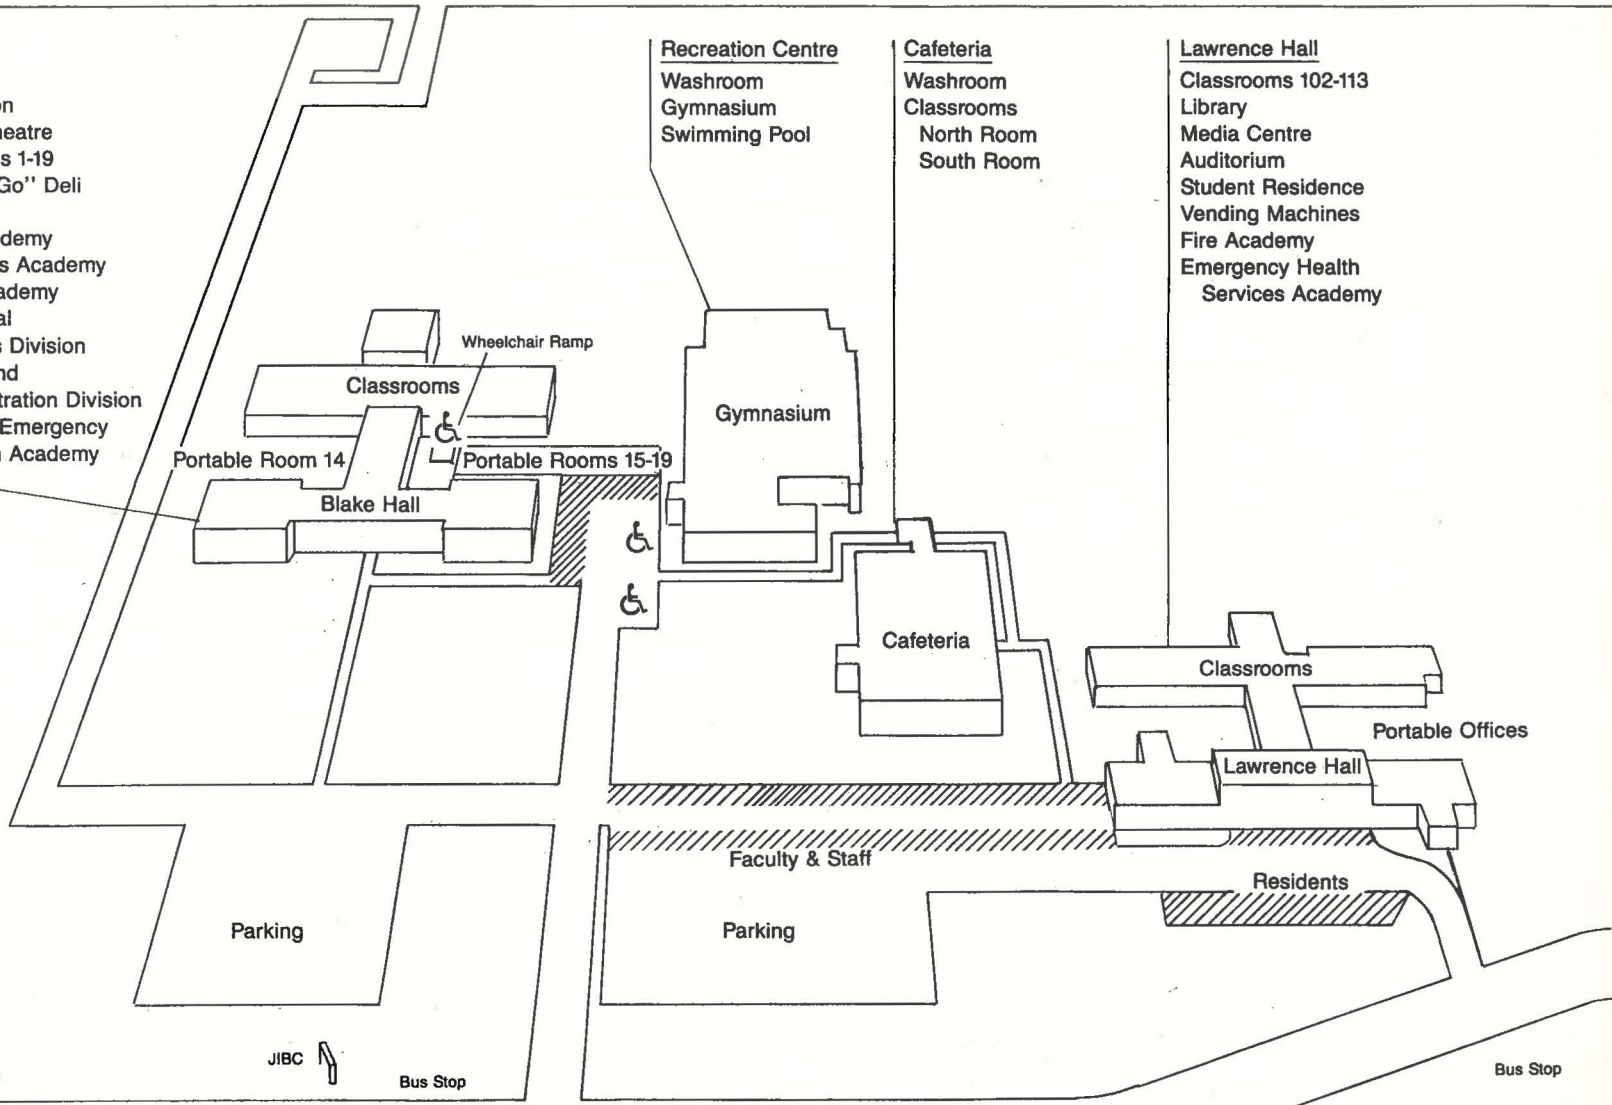 on
heatre
s 1-19
Go" Deli
demy
s Academy
ademy
al
s Division
nd
tration Division
Emergency
Academy
Recreation Centre
Washroom
Gymnasium
Swimming Pool
Cafeteria
Washroom
Classrooms
North Room
South Room
Lawrence Hall
Classrooms 102-113
Library
Media Centre
Auditorium
Student Residence
Vending Machines
Fire Academy
Emergency Health
Services Academy
Wheelchair Ramp
Classrooms
Gymnasium
Portable Room 14
Portable Rooms 15-19
Blake Hall
Cafeteria
Classrooms
Portable Offices
Lawrence Hall
Faculty & Staff
Residents
Parking
Parking
JIBC
Bus Stop
Bus Stop